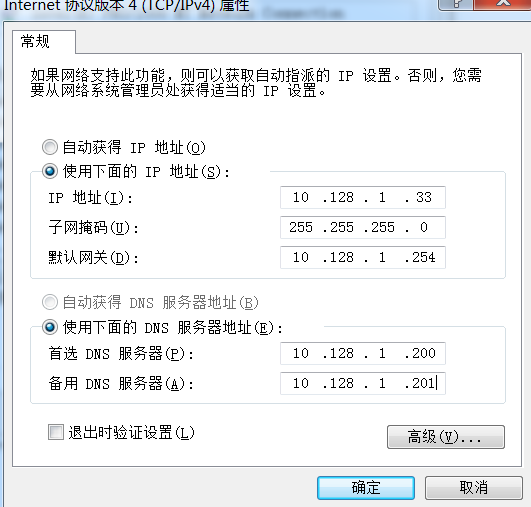 Internet 协议版本 4 (TCP/IPv4) 属性
常规
如果网络支持此功能，则可以获取自动指派的 IP 设置。否则，您需
要从网络系统管理员处获得适当的 IP 设置。
自动获得 IP 地址(O)
使用下面的 IP 地址(S):
IP 地址(I): 10 .128 . 1 . 33
子网掩码(U): 255 .255 .255 . 0
默认网关(D): 10 .128 . 1 .254
自动获得 DNS 服务器地址(B)
使用下面的 DNS 服务器地址(E):
首选 DNS 服务器(P): 10 .128 . 1 .200
备用 DNS 服务器(A): 10 .128 . 1 .201
退出时验证设置(L)
高级(V)...
确定 取消